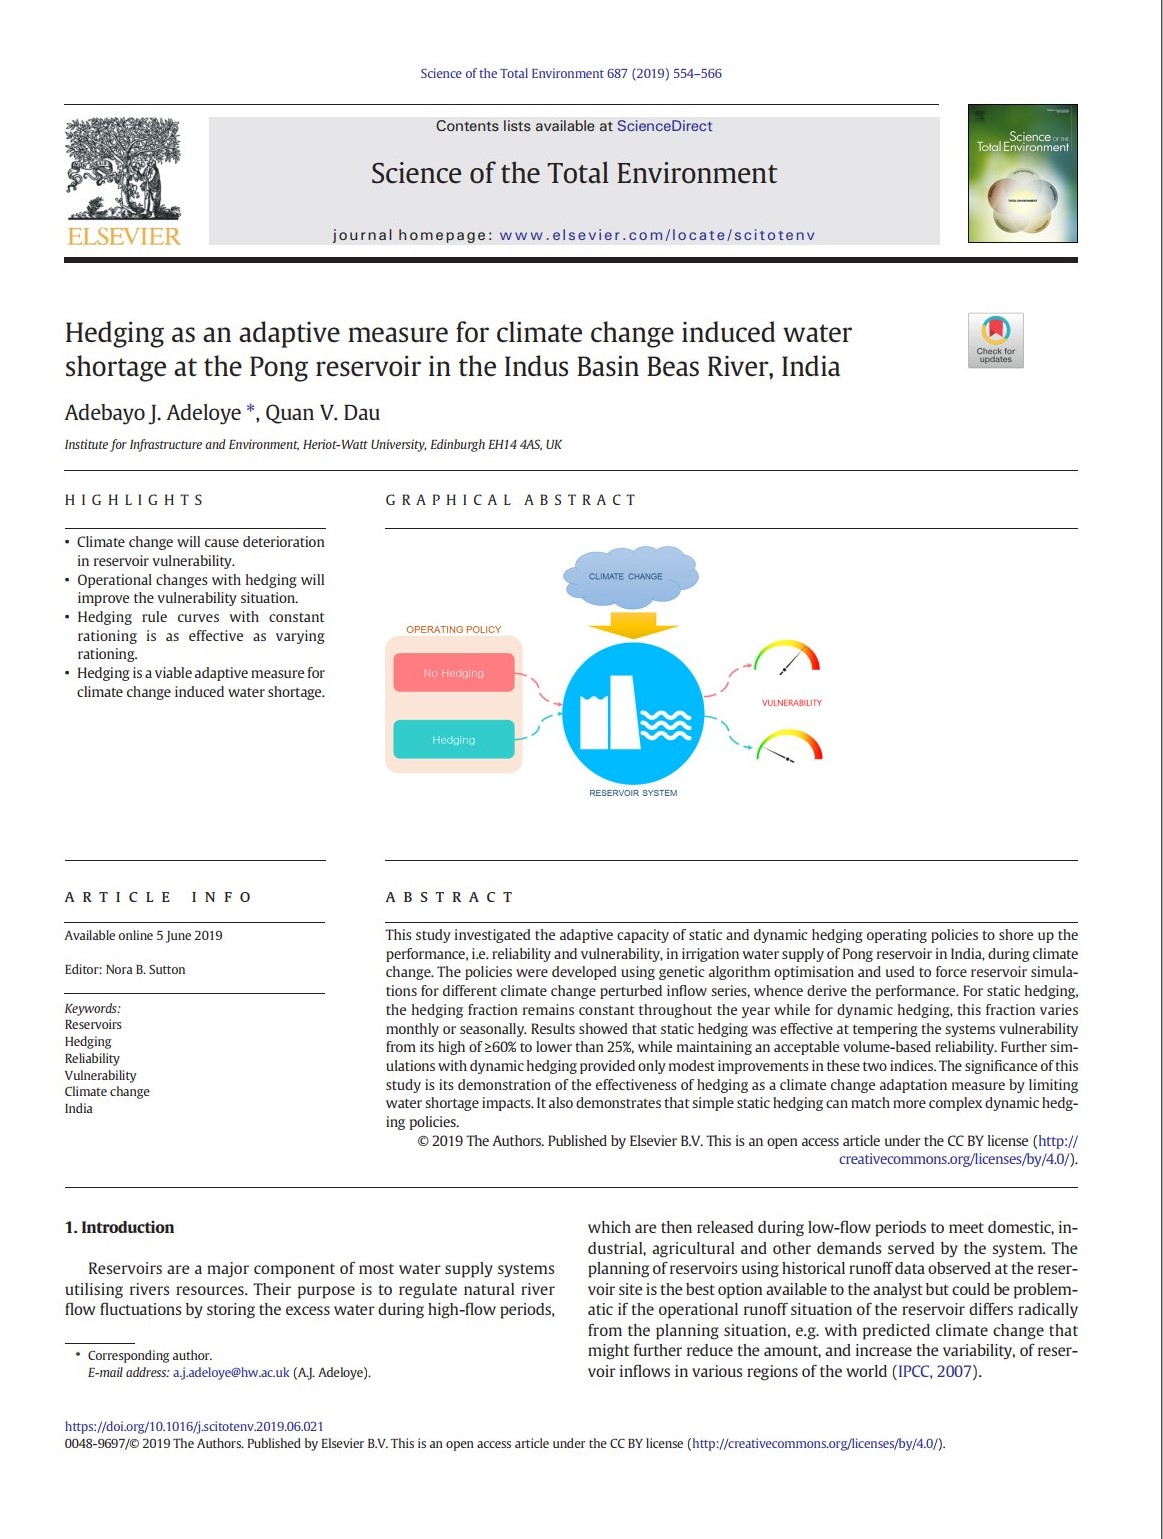 Science of the Total Environment 687 (2019) 554–566
Contents lists available at ScienceDirect
Science of the Total Environment
journal homepage: www.elsevier.com/locate/scitotenv
ELSEVIER
Science OF THE
Total Environment
TOTAL ENVIRONMENT
Hedging as an adaptive measure for climate change induced water
shortage at the Pong reservoir in the Indus Basin Beas River, India
Check for
updates
Adebayo J. Adeloye *, Quan V. Dau
Institute for Infrastructure and Environment, Heriot-Watt University, Edinburgh EH14 4AS, UK
HIGHLIGHTS
• Climate change will cause deterioration
in reservoir vulnerability.
• Operational changes with hedging will
improve the vulnerability situation.
• Hedging rule curves with constant
rationing is as effective as varying
rationing.
• Hedging is a viable adaptive measure for
climate change induced water shortage.
GRAPHICAL ABSTRACT
CLIMATE CHANGE
OPERATING POLICY
No Hedging
Hedging
VULNERABILITY
RESERVOIR SYSTEM
ARTICLE INFO
Available online 5 June 2019
Editor: Nora B. Sutton
Keywords:
Reservoirs
Hedging
Reliability
Vulnerability
Climate change
India
ABSTRACT
This study investigated the adaptive capacity of static and dynamic hedging operating policies to shore up the
performance, i.e. reliability and vulnerability, in irrigation water supply of Pong reservoir in India, during climate
change. The policies were developed using genetic algorithm optimisation and used to force reservoir simula-
tions for different climate change perturbed inflow series, whence derive the performance. For static hedging,
the hedging fraction remains constant throughout the year while for dynamic hedging, this fraction varies
monthly or seasonally. Results showed that static hedging was effective at tempering the systems vulnerability
from its high of ≥60% to lower than 25%, while maintaining an acceptable volume-based reliability. Further sim-
ulations with dynamic hedging provided only modest improvements in these two indices. The significance of this
study is its demonstration of the effectiveness of hedging as a climate change adaptation measure by limiting
water shortage impacts. It also demonstrates that simple static hedging can match more complex dynamic hedg-
ing policies.
© 2019 The Authors. Published by Elsevier B.V. This is an open access article under the CC BY license (http://
creativecommons.org/licenses/by/4.0/).
1. Introduction
Reservoirs are a major component of most water supply systems
utilising rivers resources. Their purpose is to regulate natural river
flow fluctuations by storing the excess water during high-flow periods,
which are then released during low-flow periods to meet domestic, in-
dustrial, agricultural and other demands served by the system. The
planning of reservoirs using historical runoff data observed at the reser-
voir site is the best option available to the analyst but could be problem-
atic if the operational runoff situation of the reservoir differs radically
from the planning situation, e.g. with predicted climate change that
might further reduce the amount, and increase the variability, of reser-
voir inflows in various regions of the world (IPCC, 2007).
* Corresponding author.
E-mail address: a.j.adeloye@hw.ac.uk (A.J. Adeloye).
https://doi.org/10.1016/j.scitotenv.2019.06.021
0048-9697/© 2019 The Authors. Published by Elsevier B.V. This is an open access article under the CC BY license (http://creativecommons.org/licenses/by/4.0/).